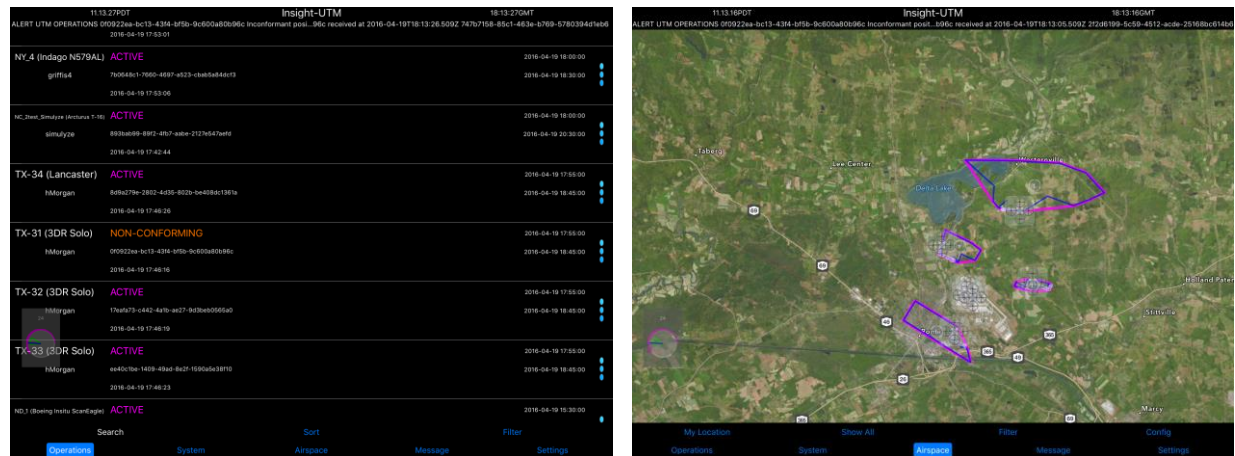 11.13.27PDT Insight-UTM 18:13:27GMT
ALERT UTM OPERATIONS 0f0922ea-bc13-43f4-bf5b-9c600a80b96c Inconformant posi...96c received at 2016-04-19T18:13:26.509Z 747b7158-85c1-463e-b769-5780394d1eb6
2016-04-19 17:53:01
NY_4 (Indago N579AL) ACTIVE 2016-04-19 18:00:00
griffis4 7b0648c1-7660-4697-a523-cbab5a84dcf3 2016-04-19 18:30:00
2016-04-19 17:53:06
NC_2test_Simulyze (Arcturus T-16) ACTIVE 2016-04-19 18:00:00
simulyze 893bab99-89f2-4fb7-aabe-2127e547aefd 2016-04-19 20:30:00
2016-04-19 17:42:44
TX-34 (Lancaster) ACTIVE 2016-04-19 17:55:00
hMorgan 8d9a279e-2802-4d35-802b-be409dc1361a 2016-04-19 18:45:00
2016-04-19 17:46:26
TX-31 (3DR Solo) NON-CONFORMING 2016-04-19 17:55:00
hMorgan 0f0922ea-bc13-43f4-bf5b-9c600a80b96c 2016-04-19 18:45:00
2016-04-19 17:46:16
TX-32 (3DR Solo) ACTIVE 2016-04-19 17:55:00
hMorgan 17eafa73-c442-4a1b-ae27-9d3beb0565a0 2016-04-19 18:45:00
2016-04-19 17:46:19
TX-33 (3DR Solo) ACTIVE 2016-04-19 17:55:00
hMorgan ee40c16e-1409-49ad-8e2f-1590a5e38f10 2016-04-19 18:45:00
2016-04-19 17:46:23
ND_1 (Boeing Insitu ScanEagle) ACTIVE 2016-04-19 15:30:00
Search Sort Filter
Operations System Airspace Message Settings
11.13.16PDT Insight-UTM 18:13:16GMT
ALERT UTM OPERATIONS 0f0922ea-bc13-43f4-bf5b-9c600a80b96c Inconformant posit...b96c received at 2016-04-19T18:13:05.509Z 2f2d6199-5c59-4512-acde-25168bc614b6
Taberg
Lee Center
Westernville
Delta Lake
69
69
Holland Paten
Stittville
46
365
365
49
26
Marcy
69
My Location Show All Filter Config
Operations System Airspace Message Settings